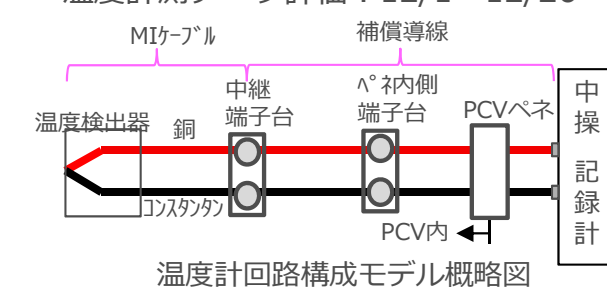 MIｹｰﾌﾞﾙ
補償導線
中継
端子台
ﾍﾟﾈ内側
端子台
PCVペネ
中操 記録計
温度検出器
銅
ｺﾝｽﾀﾝﾀﾝ
PCV内
温度計回路構成モデル概略図